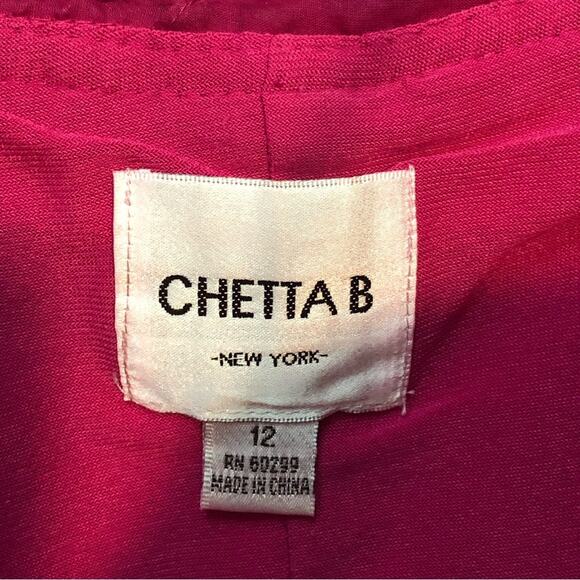 CHETTA B
-NEW YORK-
12
RN 60299
MADE IN CHINA